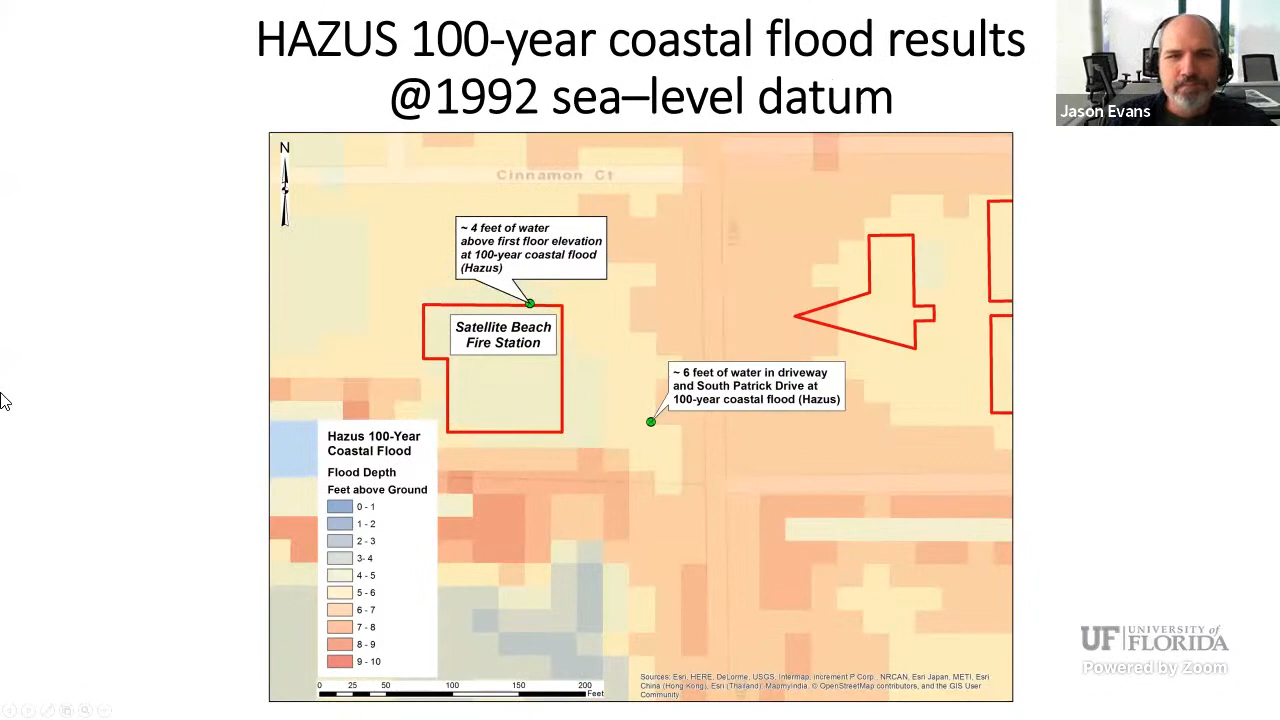 HAZUS 100-year coastal flood results
@1992 sea–level datum
Jason Evans
N
Cinnamon Ct
~ 4 feet of water
above first floor elevation
at 100-year coastal flood
(Hazus)
Satellite Beach
Fire Station
~ 6 feet of water in driveway
and South Patrick Drive at
100-year coastal flood (Hazus)
Hazus 100-Year
Coastal Flood
Flood Depth
Feet above Ground
0 - 1
1 - 2
2 - 3
3- 4
4 - 5
5 - 6
6 - 7
7 - 8
8 - 9
9 - 10
0 25 50 100 150 200
Feet
Sources: Esri, HERE, DeLorme, USGS, Intermap, increment P Corp., NRCAN, Esri Japan, METI, Esri
China (Hong Kong), Esri (Thailand), MapmyIndia, © OpenStreetMap contributors, and the GIS User
Community
UF UNIVERSITY of
FLORIDA
Powered by Zoom